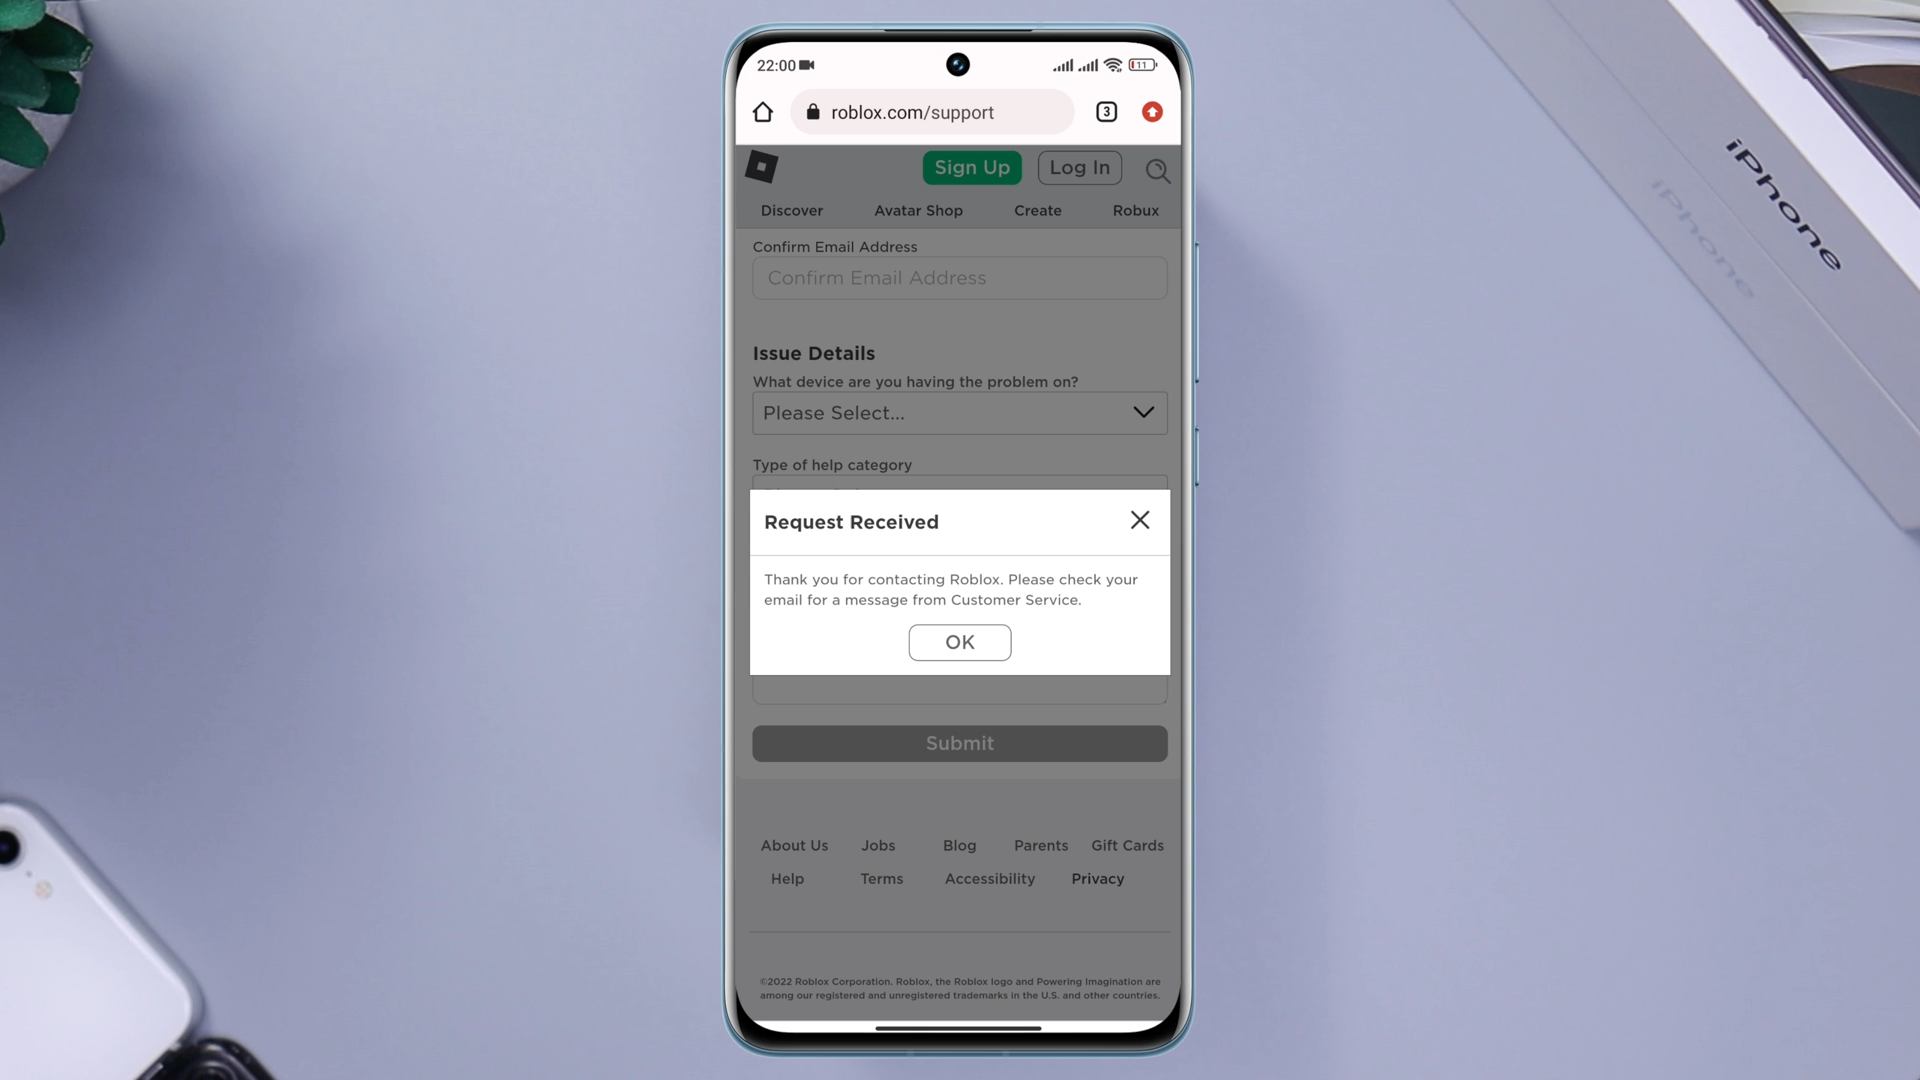 22:00
11
roblox.com/support
3
Sign Up
Log In
Discover
Avatar Shop
Create
Robux
Confirm Email Address
Confirm Email Address
Issue Details
What device are you having the problem on?
Please Select...
Type of help category
Request Received
Thank you for contacting Roblox. Please check your
email for a message from Customer Service.
OK
Submit
About Us
Jobs
Blog
Parents
Gift Cards
Help
Terms
Accessibility
Privacy
©2022 Roblox Corporation. Roblox, the Roblox logo and Powering Imagination are
among our registered and unregistered trademarks in the U.S. and other countries.
iPhone
iPhone